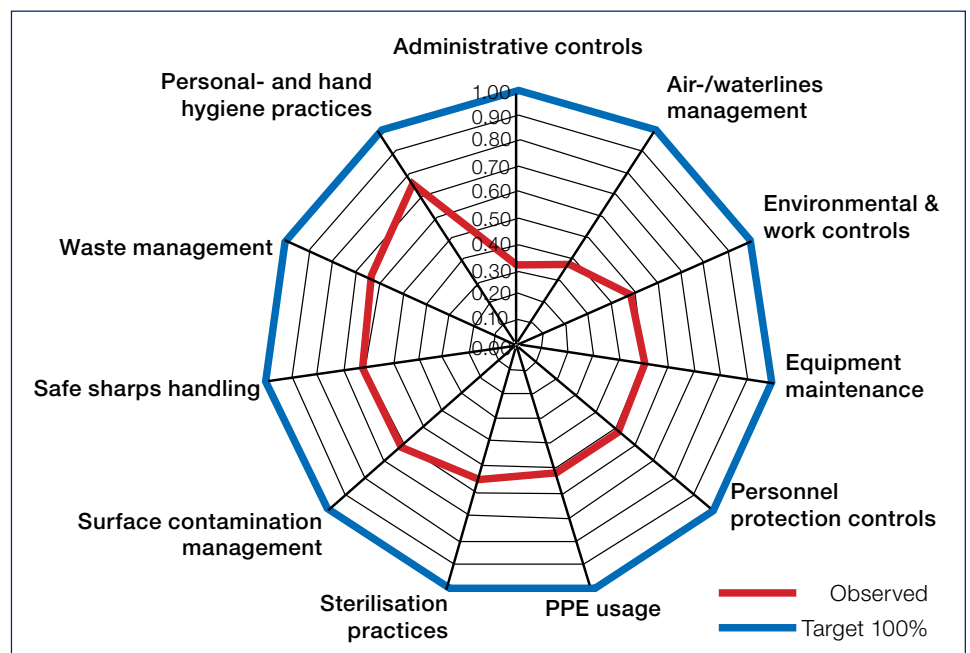 Administrative controls
Personal- and hand
hygiene practices
Air-/waterlines
management
1.00
0.90
0.80
0.70
0.60
0.50
0.40
0.30
0.20
0.10
0.00
Environmental &
work controls
Waste management
Safe sharps handling
Equipment
maintenance
Surface contamination
management
Personnel
protection controls
Sterilisation
practices
PPE usage
Observed
Target 100%